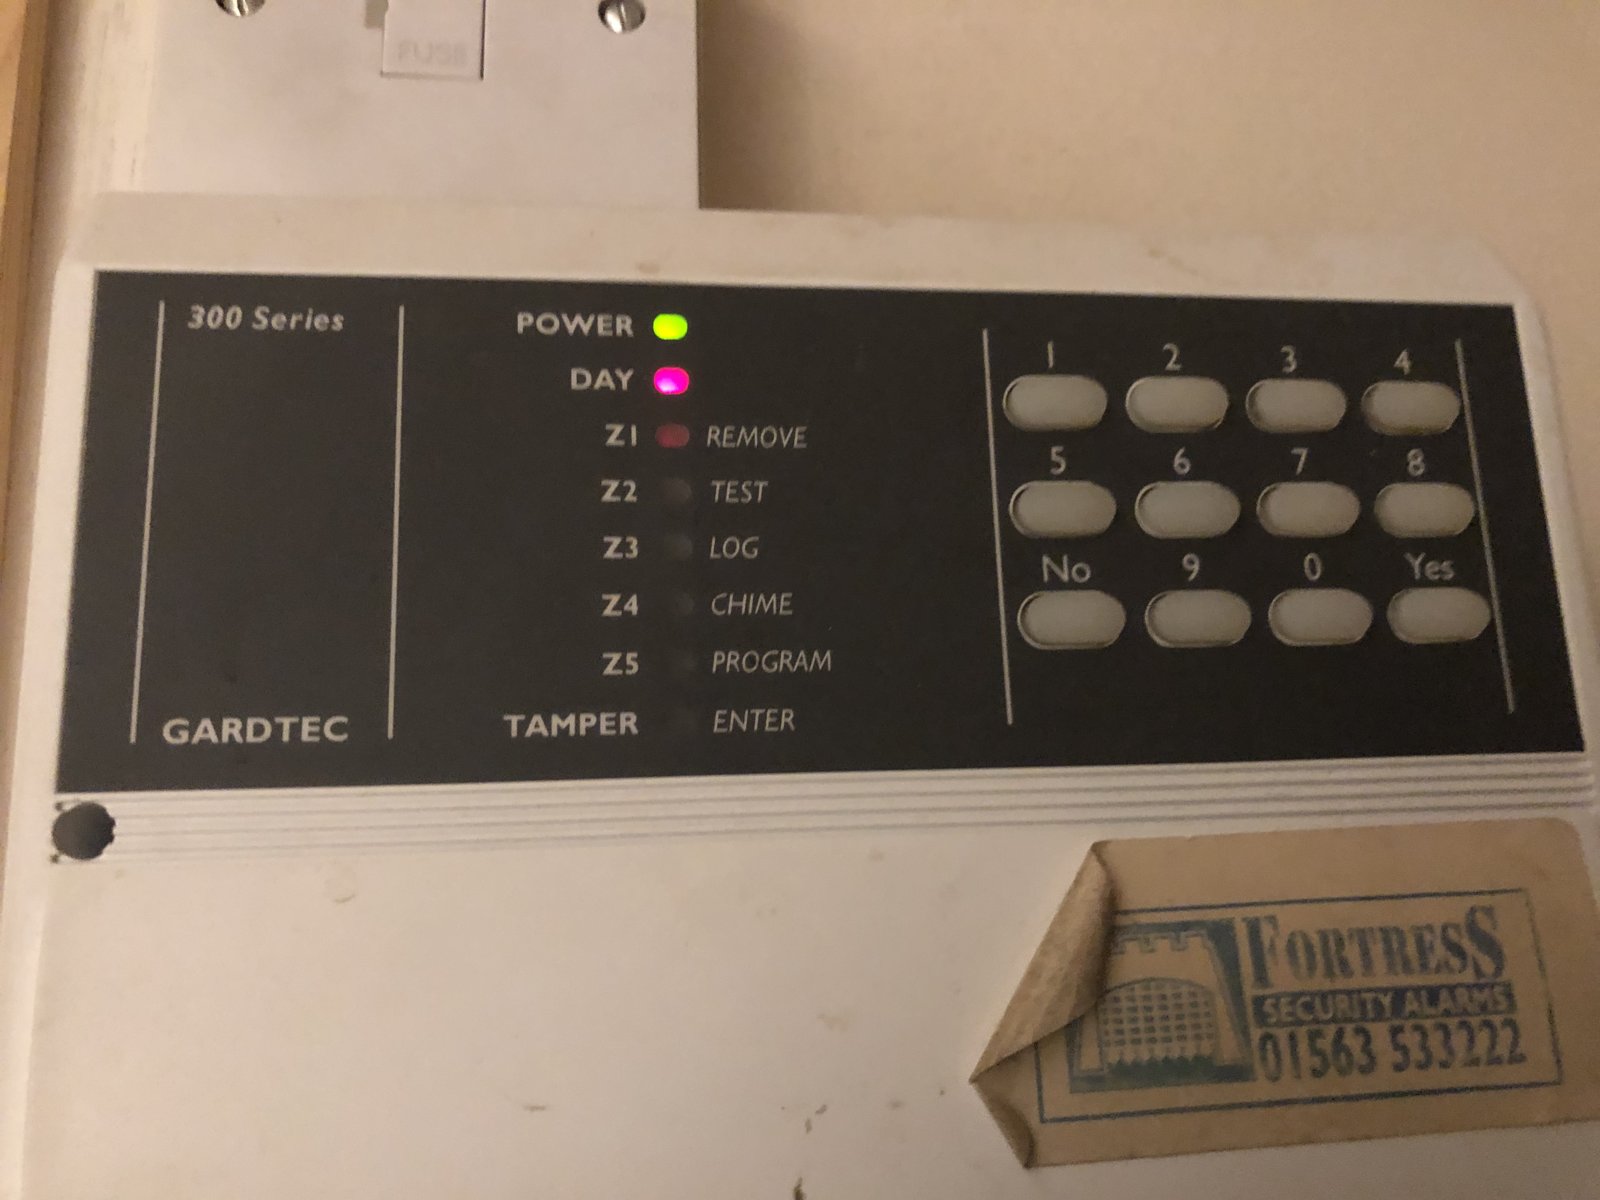 FUSE
300 Series
GARDTEC
POWER
DAY
Z1 REMOVE
Z2 TEST
Z3 LOG
Z4 CHIME
Z5 PROGRAM
TAMPER ENTER
1 2 3 4
5 6 7 8
No 9 0 Yes
FORTRESS
SECURITY ALARMS
01563 533222